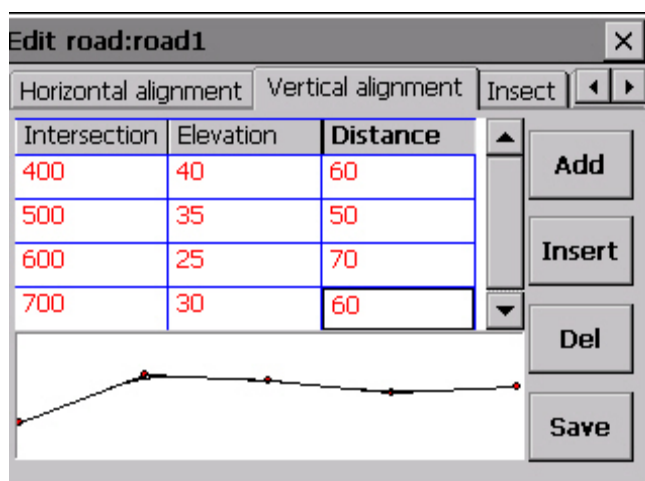 Edit road:road1
Horizontal alignment Vertical alignment Insect
Intersection Elevation Distance
400 40 60
Add
500 35 50
600 25 70
Insert
700 30 60
Del
Save